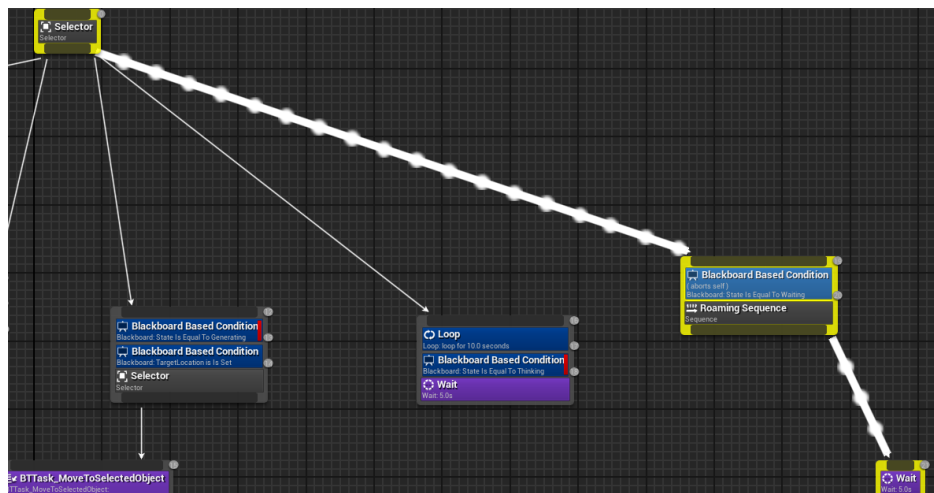 Selector
Selector
Blackboard Based Condition
( aborts self )
Blackboard: State Is Equal To Waiting
Roaming Sequence
Sequence
Blackboard Based Condition
Blackboard: State Is Equal To Generating
Blackboard Based Condition
Blackboard: TargetLocation is Is Set
Selector
Selector
Loop
Loop: loop for 10.0 seconds
Blackboard Based Condition
Blackboard: State Is Equal To Thinking
Wait
Wait: 5.0s
BTTask_MoveToSelectedObject
BTTask_MoveToSelectedObject:
Wait
Wait: 5.0s